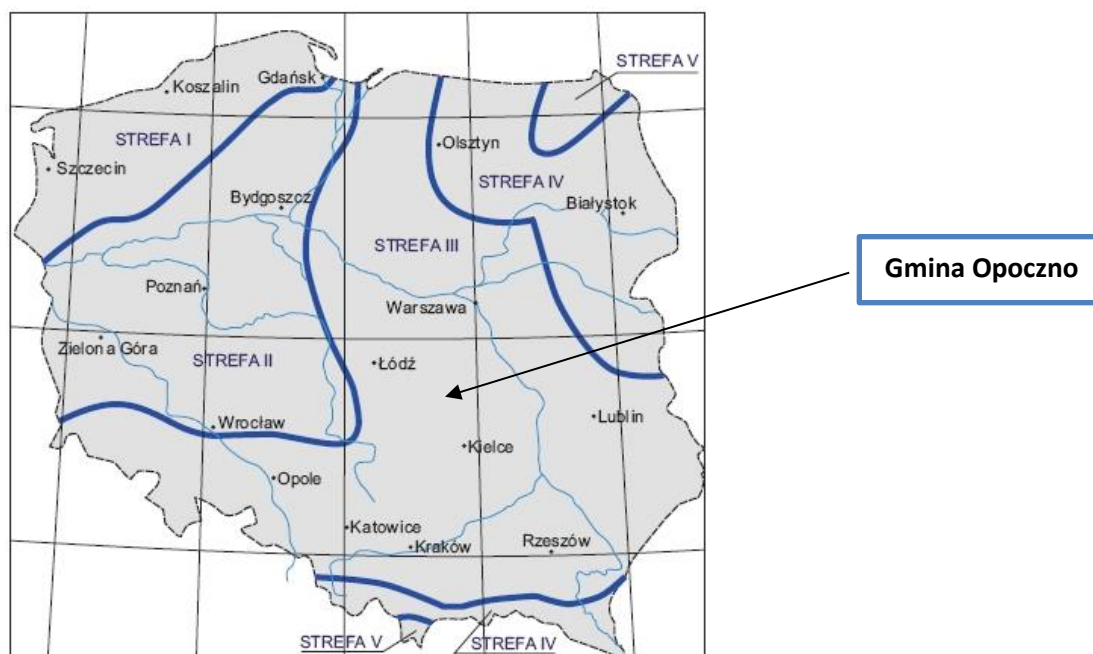 STREFA V
Gdańsk
Koszalin
STREFA I
Olsztyn
Szczecin
STREFA IV
Bydgoszcz
Białystok
STREFA III
Gmina Opoczno
Poznań
Warszawa
Zielona Góra
STREFA II
Łódź
Wrocław
Lublin
Kielce
Opole
Katowice
Kraków
Rzeszów
STREFA V
STREFA IV